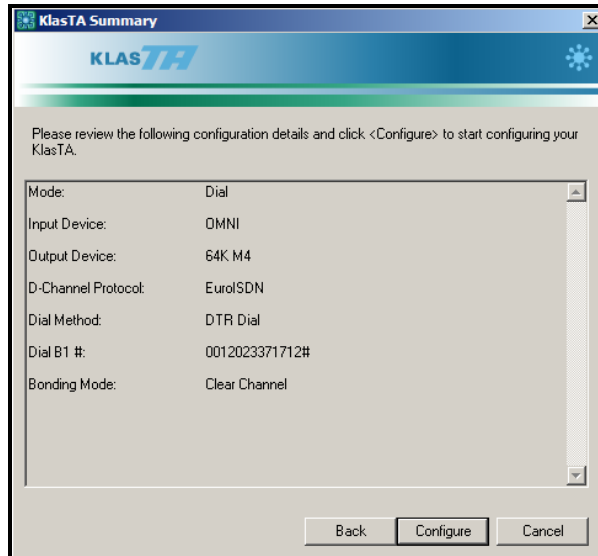 KlasTA Summary
KLAS TA
Please review the following configuration details and click <Configure> to start configuring your
KlasTA.
Mode: Dial
Input Device: OMNI
Output Device: 64K M4
D-Channel Protocol: EuroISDN
Dial Method: DTR Dial
Dial B1 #: 0012023371712#
Bonding Mode: Clear Channel
Back Configure Cancel